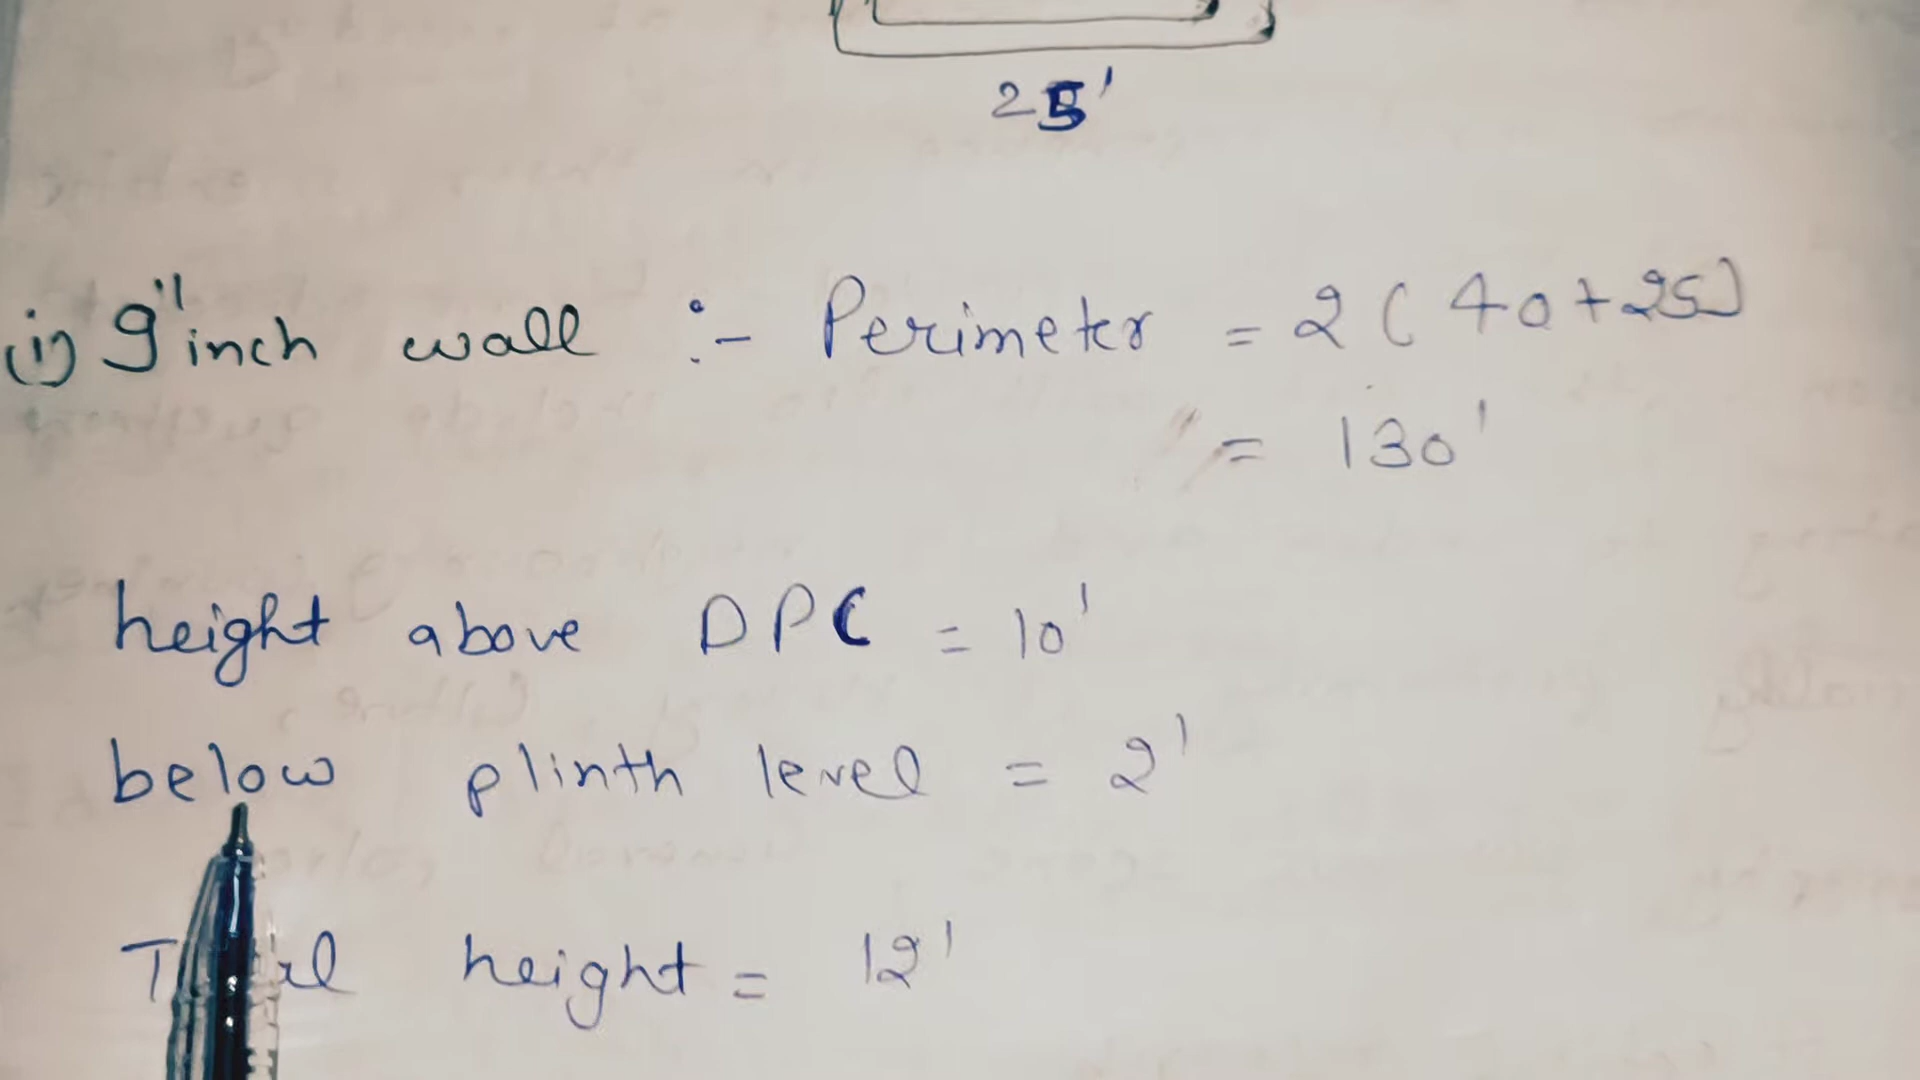 25'
(i) 9" inch wall :- Perimeter = 2 ( 40 + 25)
= 130'
height above DPC = 10'
below plinth level = 2'
height = 12'